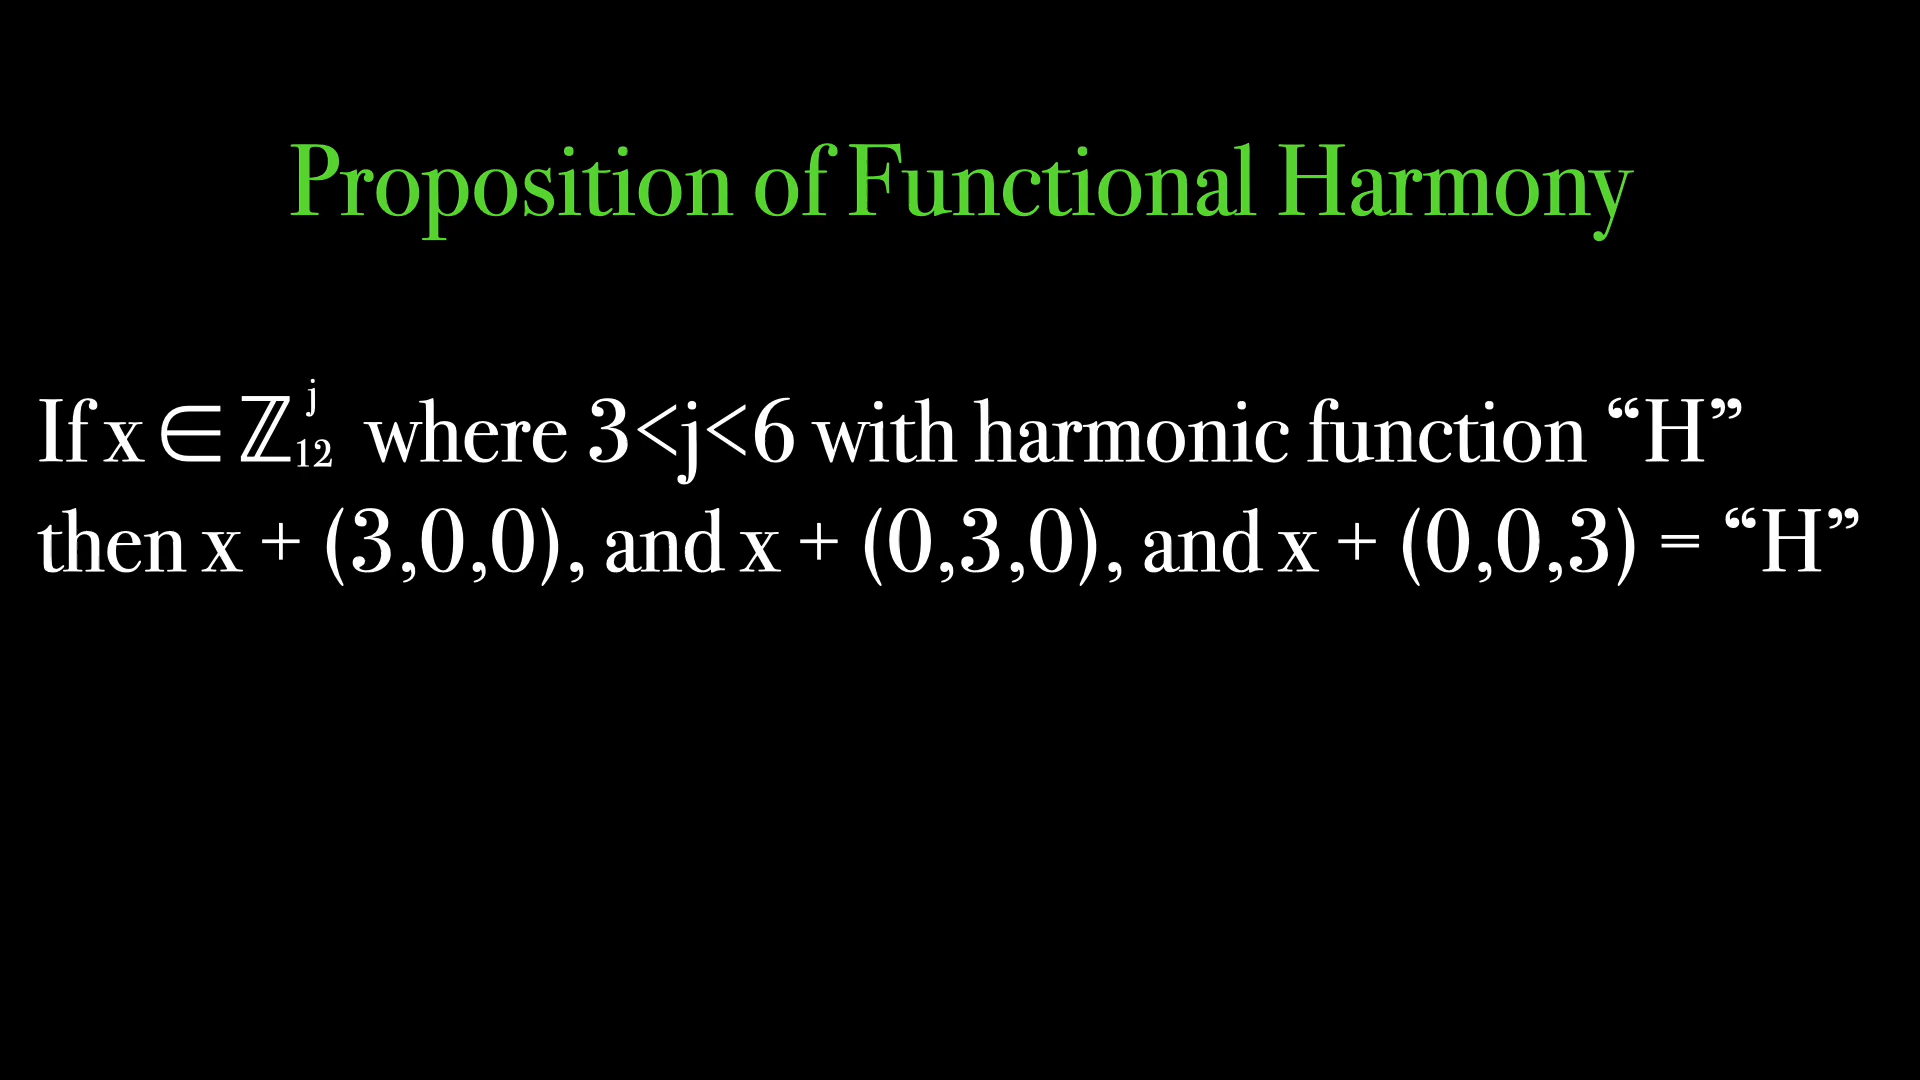 Proposition of Functional Harmony
If x ∈ ℤ₁₂ʲ where 3<j<6 with harmonic function “H”
then x + (3,0,0), and x + (0,3,0), and x + (0,0,3) = “H”